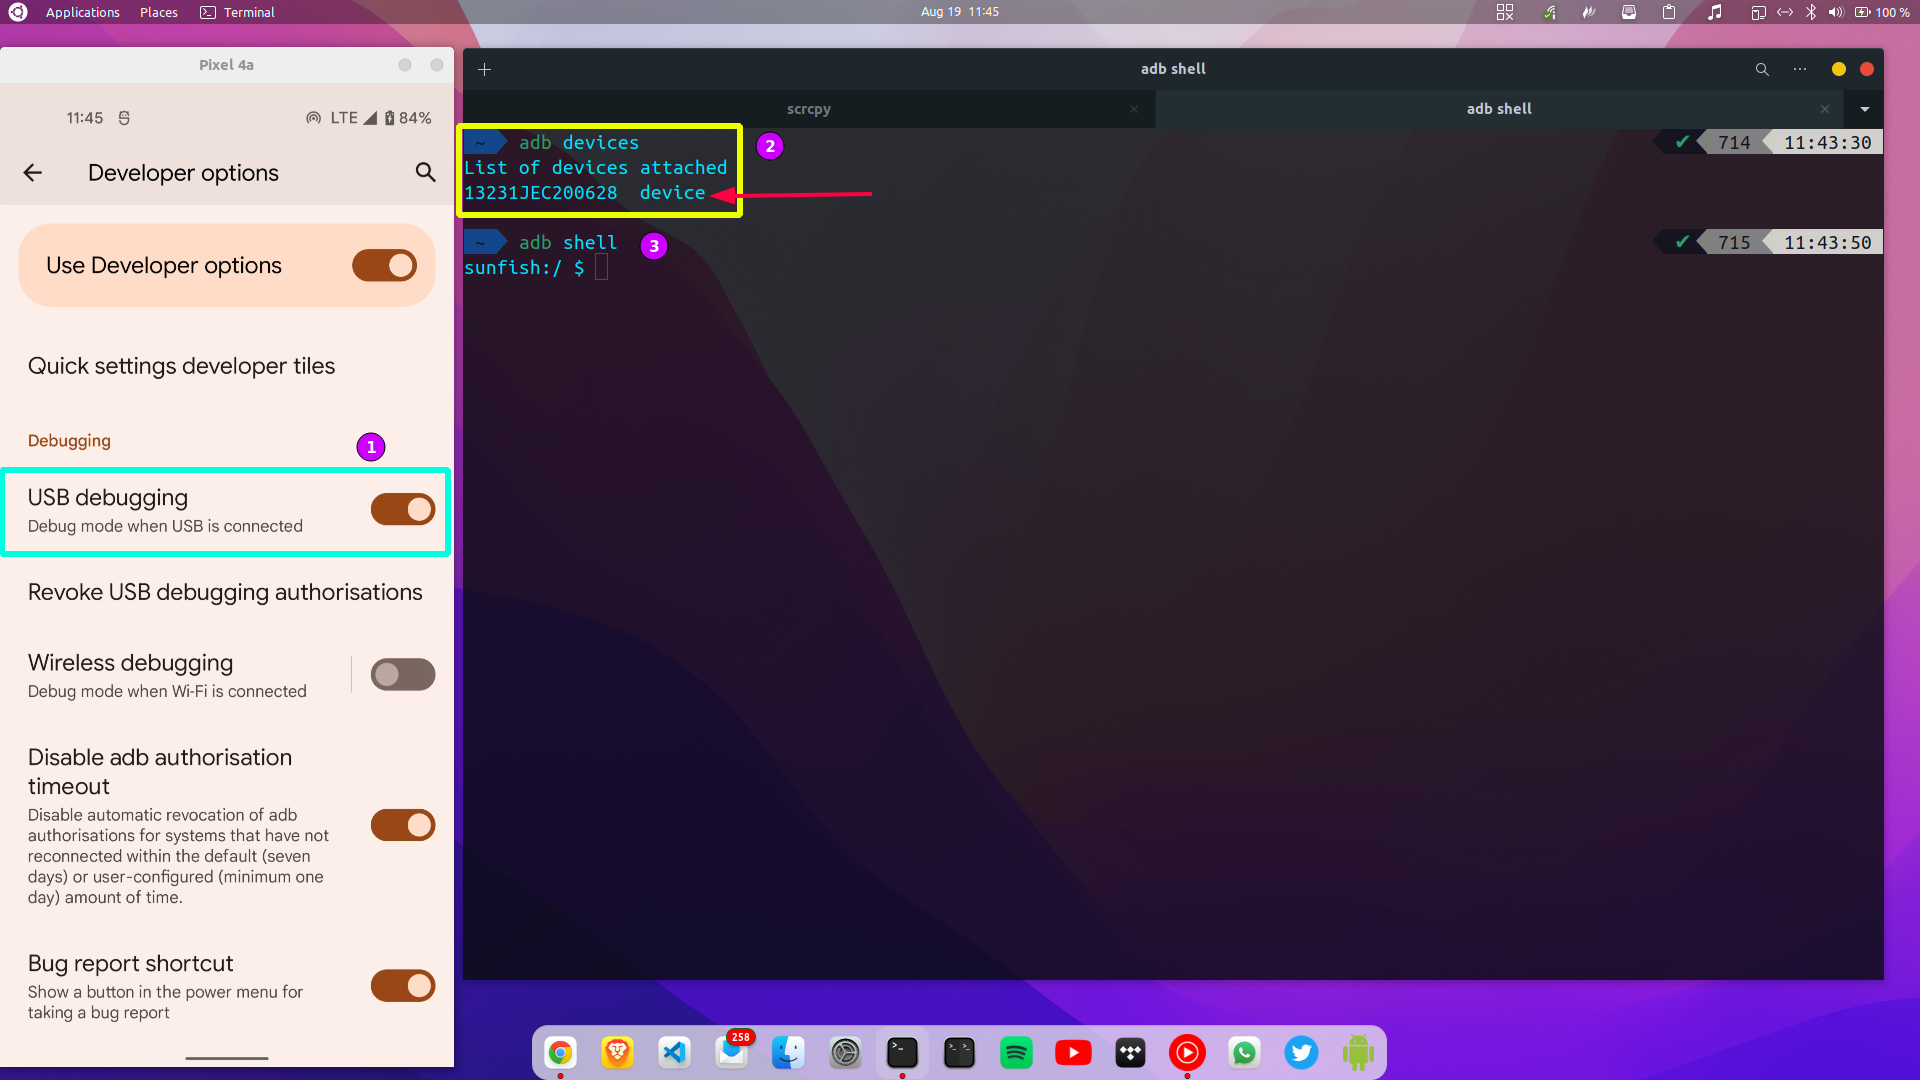 Applications Places Terminal
Aug 19 11:45
100 %
Pixel 4a
11:45 LTE 84%
Developer options
Use Developer options
Quick settings developer tiles
Debugging
1
USB debugging
Debug mode when USB is connected
Revoke USB debugging authorisations
Wireless debugging
Debug mode when Wi-Fi is connected
Disable adb authorisation
timeout
Disable automatic revocation of adb
authorisations for systems that have not
reconnected within the default (seven
days) or user-configured (minimum one
day) amount of time.
Bug report shortcut
Show a button in the power menu for
taking a bug report
adb shell
scrcpy
adb shell
~ adb devices
2
✔ 714 11:43:30
List of devices attached
13231JEC200628 device
~ adb shell
3
✔ 715 11:43:50
sunfish:/ $
258